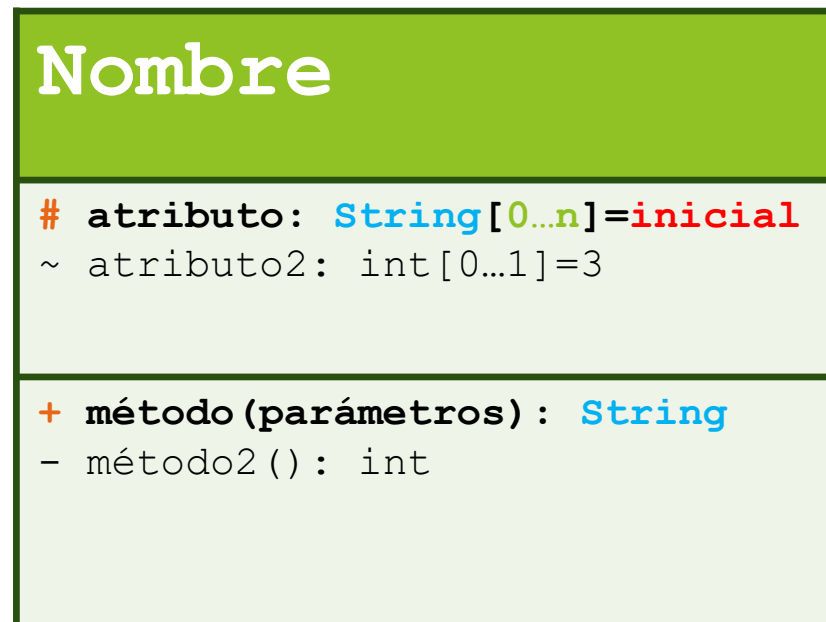 Nombre
# atributo: String[0…n]=inicial
~ atributo2: int[0…1]=3
+ método(parámetros): String
- método2(): int